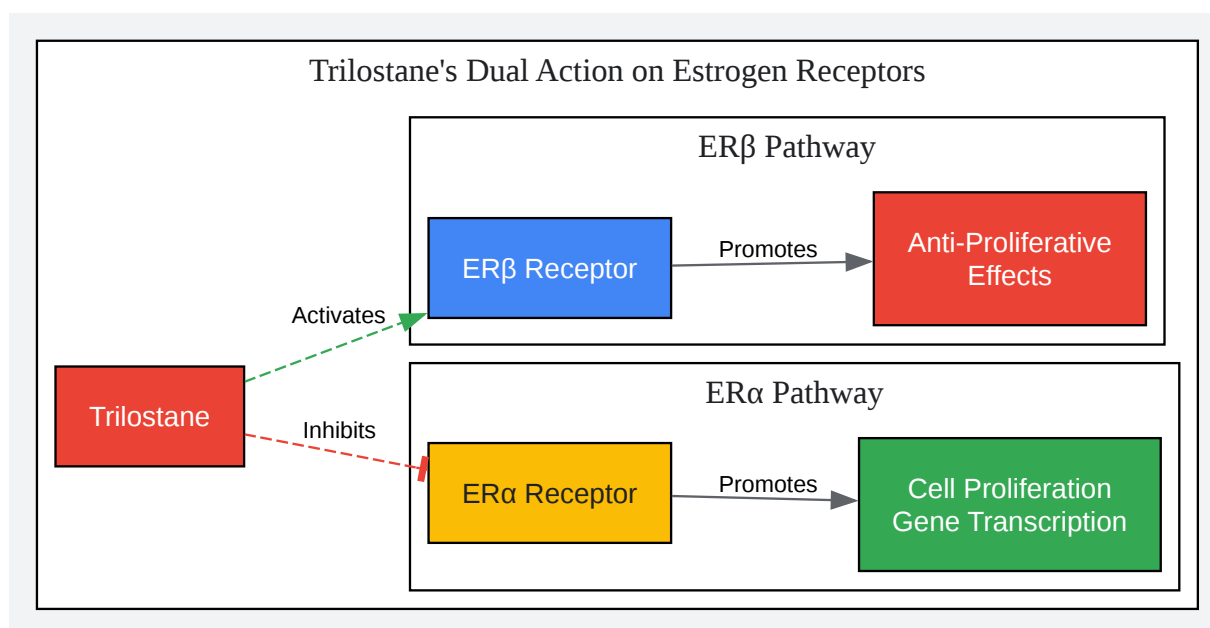 Trilostane's Dual Action on Estrogen Receptors
ERβ Pathway
ERβ Receptor
Promotes
Anti-Proliferative
Effects
Activates
Trilostane
Inhibits
ERα Pathway
ERα Receptor
Promotes
Cell Proliferation
Gene Transcription